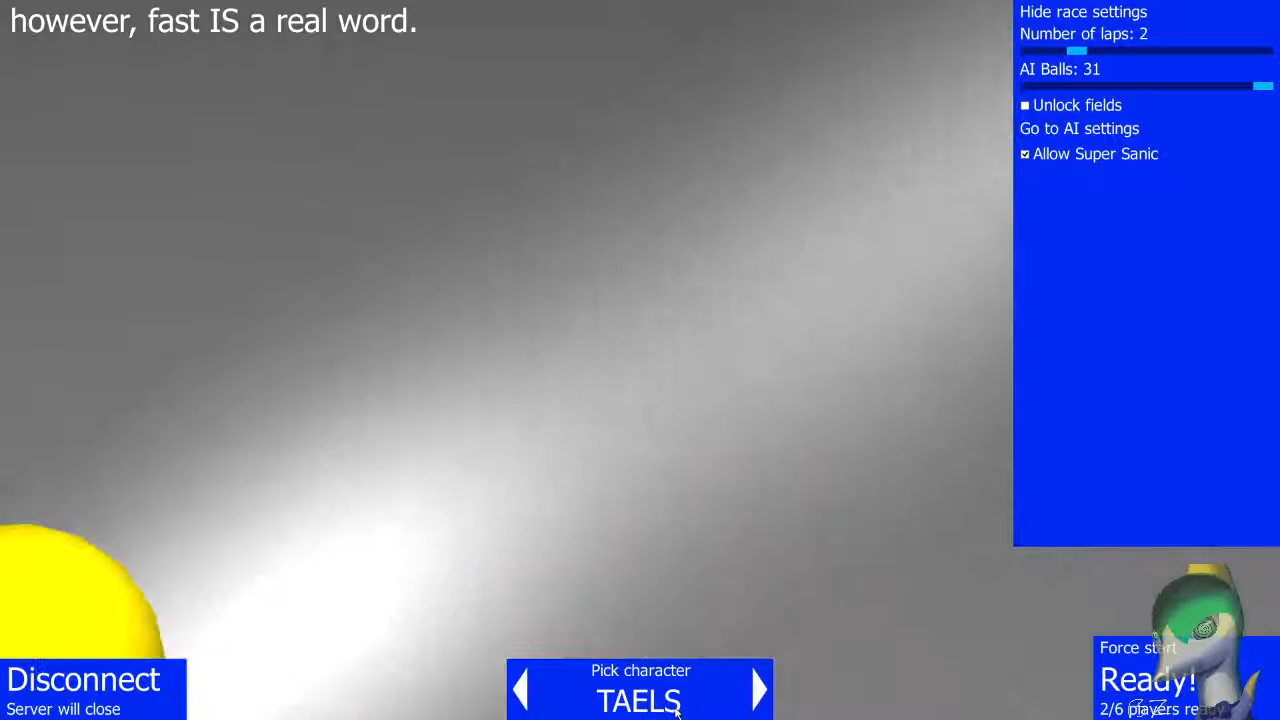 however, fast IS a real word.
Hide race settings
Number of laps: 2
AI Balls: 31
Unlock fields
Go to AI settings
Allow Super Sanic
Disconnect
Server will close
Pick character
TAELS
Force start
Ready!
2/6 players ready